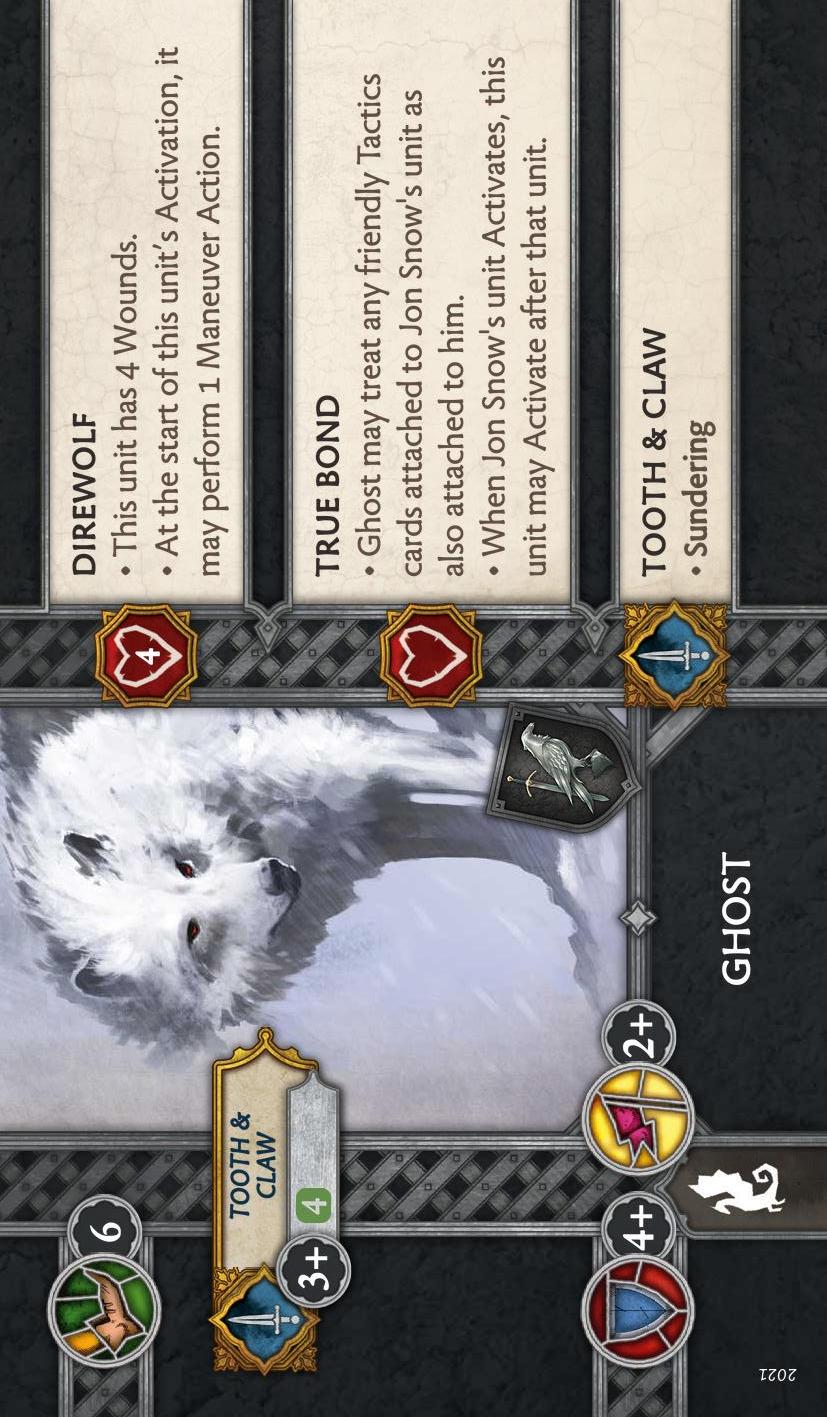 6
TOOTH &
CLAW
4
3+
4+
2+
GHOST
2021
4
DIREWOLF
• This unit has 4 Wounds.
• At the start of this unit's Activation, it
may perform 1 Maneuver Action.
TRUE BOND
• Ghost may treat any friendly Tactics
cards attached to Jon Snow's unit as
also attached to him.
• When Jon Snow's unit Activates, this
unit may Activate after that unit.
TOOTH & CLAW
• Sundering